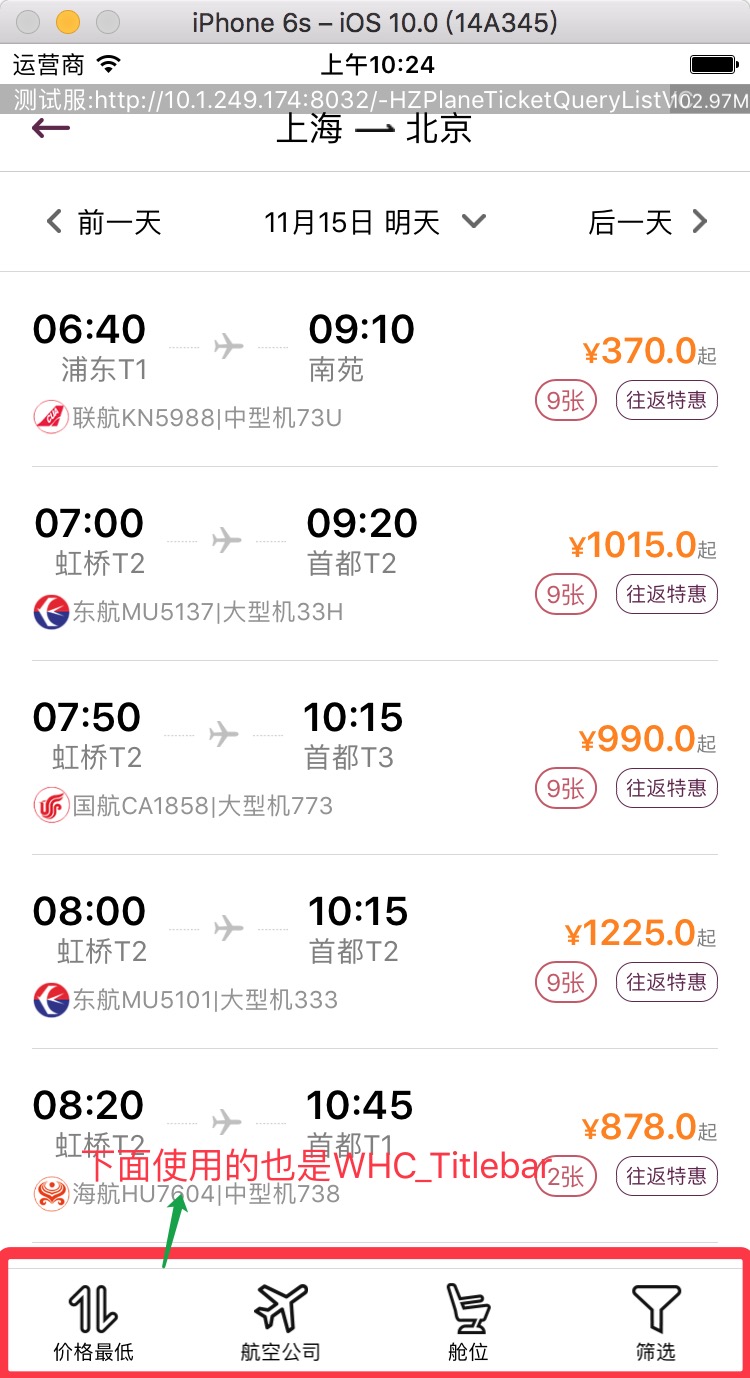 iPhone 6s – iOS 10.0 (14A345)
运营商 上午10:24
测试服:http://10.1.249.174:8032/-HZPlaneTicketQueryListVC
102.97M
上海 北京
前一天 11月15日 明天 后一天
06:40 09:10 ¥370.0起
浦东T1 南苑
联航KN5988|中型机73U 9张 往返特惠
07:00 09:20 ¥1015.0起
虹桥T2 首都T2
东航MU5137|大型机33H 9张 往返特惠
07:50 10:15 ¥990.0起
虹桥T2 首都T3
国航CA1858|大型机773 9张 往返特惠
08:00 10:15 ¥1225.0起
虹桥T2 首都T2
东航MU5101|大型机333 9张 往返特惠
08:20 10:45 ¥878.0起
虹桥T2 首都T1
下面使用的也是WHC_Titlebar
海航HU7604|中型机738 2张 往返特惠
价格最低 航空公司 舱位 筛选